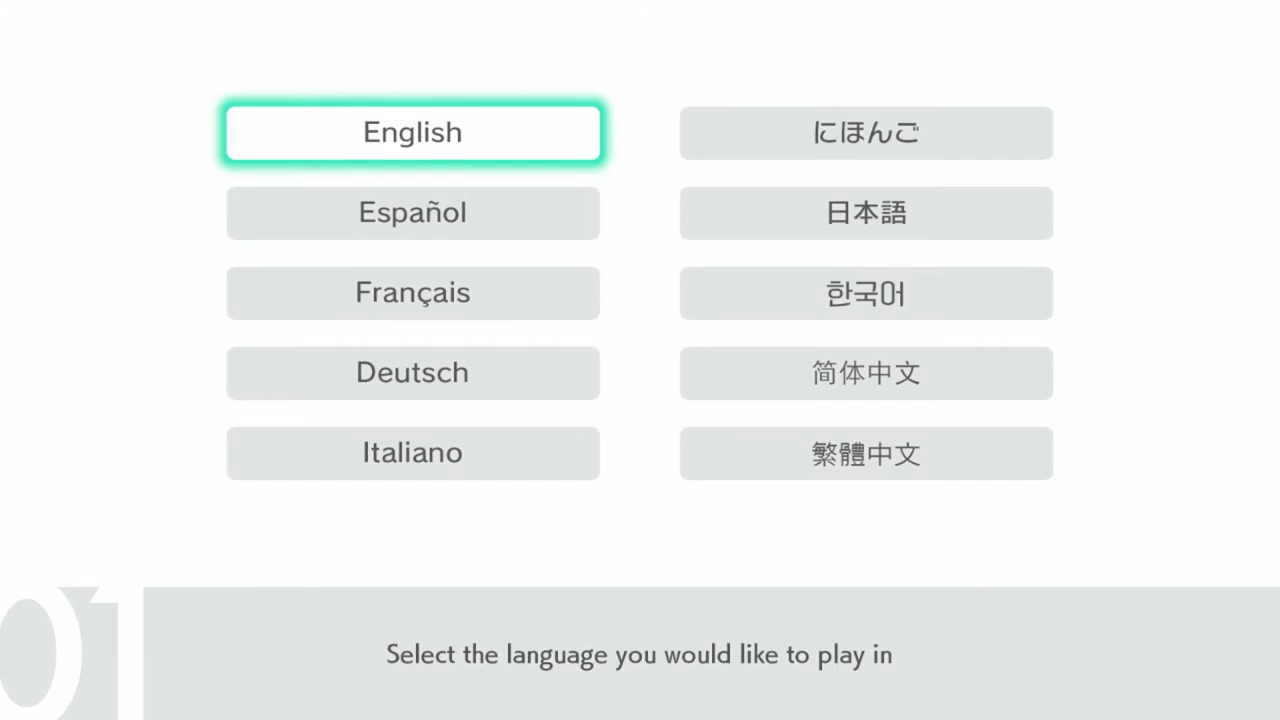 English
Español
Français
Deutsch
Italiano
にほんご
日本語
한국어
简体中文
繁體中文
01
Select the language you would like to play in